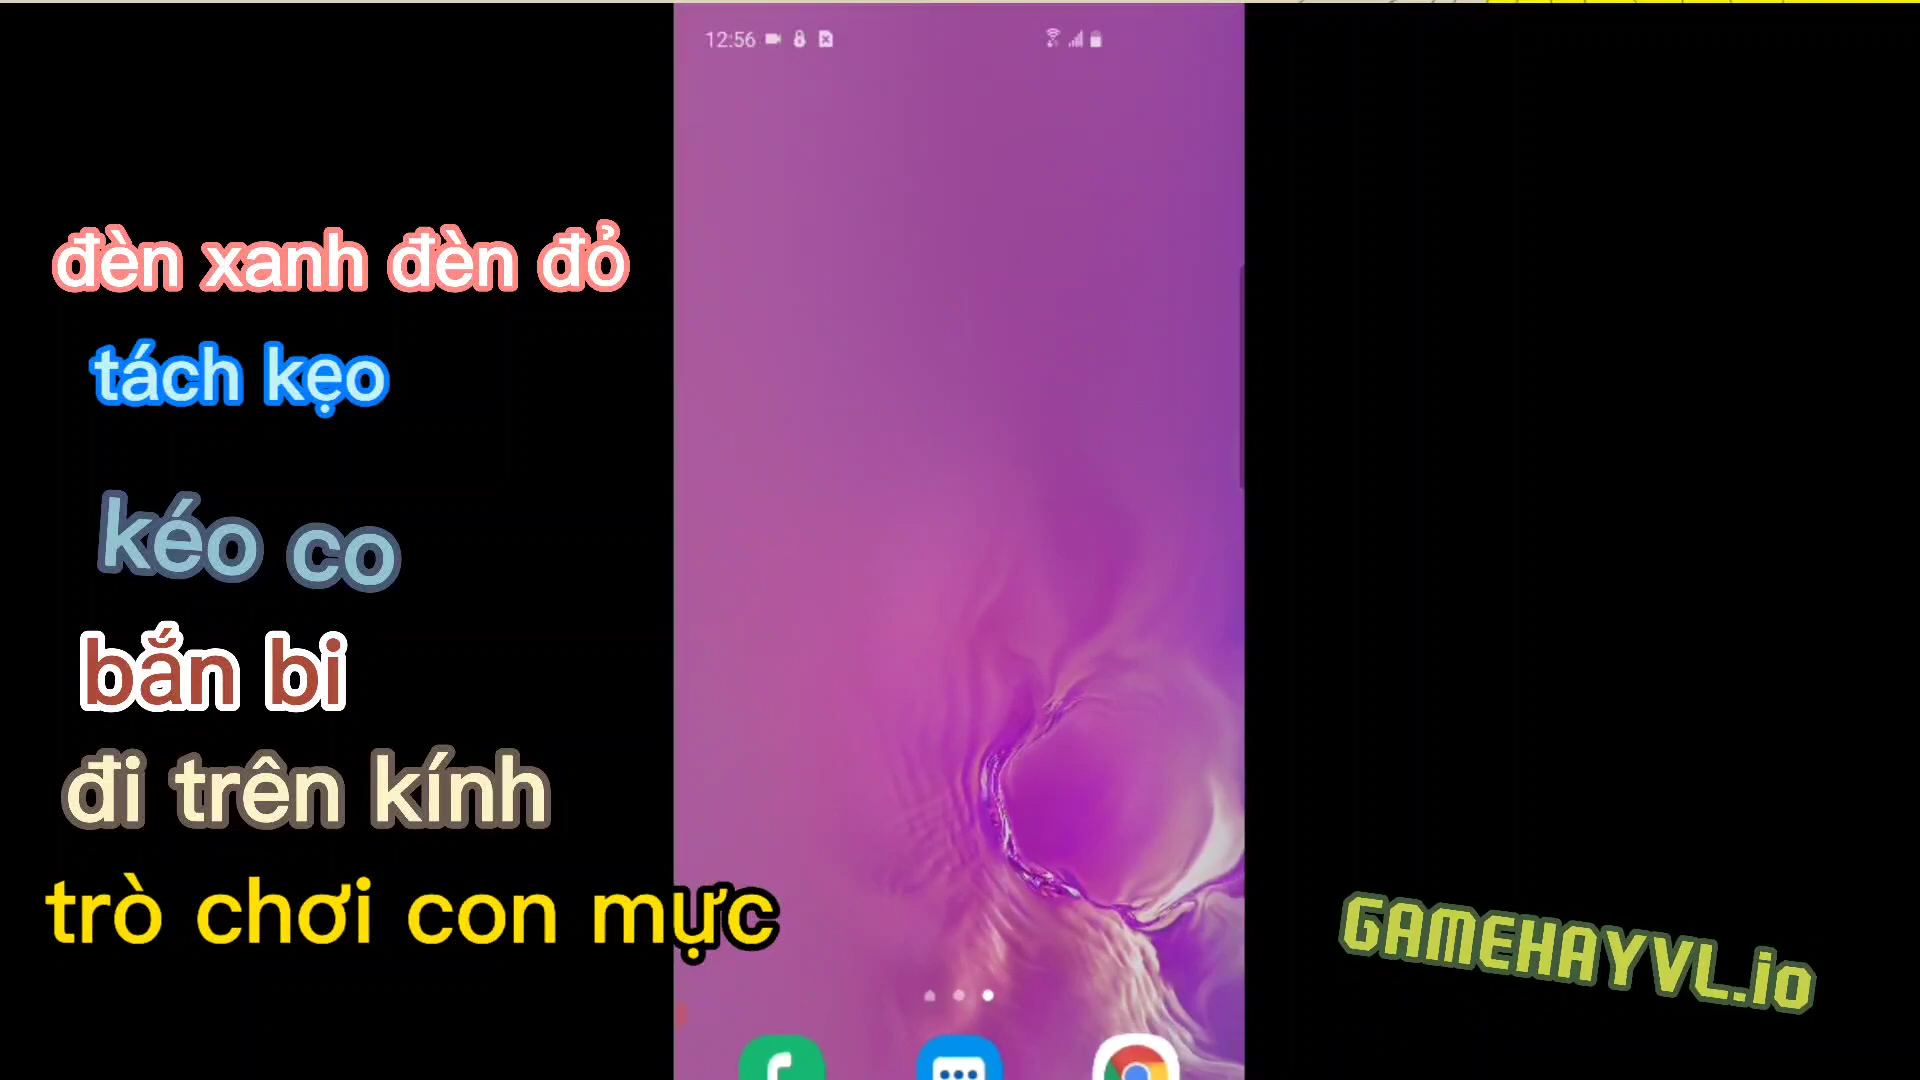 12:56
đèn xanh đèn đỏ
tách kẹo
kéo co
bắn bi
đi trên kính
trò chơi con mực
GAMEHAYVL.io